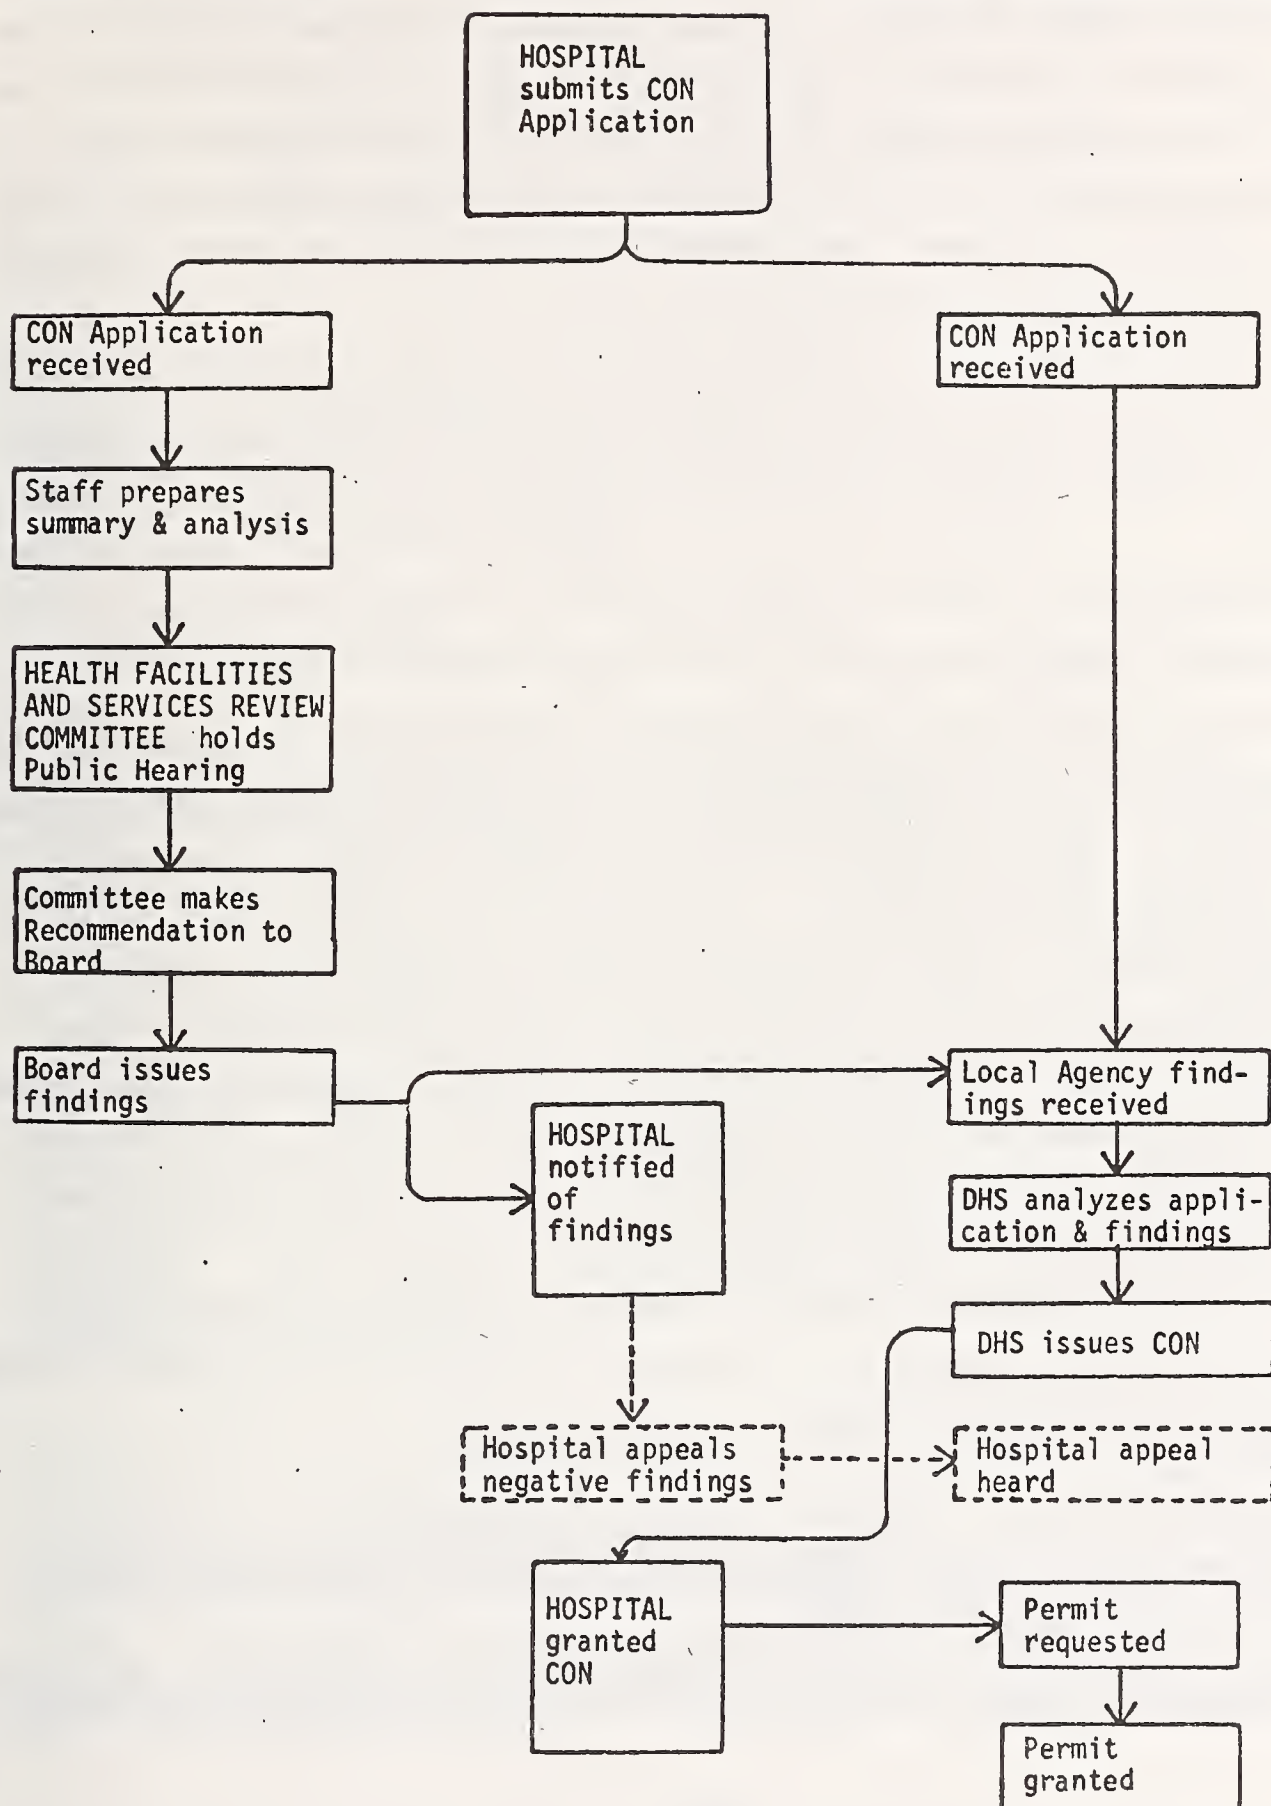 HOSPITAL
submits CON
Application
CON Application
received
CON Application
received
Staff prepares
summary & analysis
HEALTH FACILITIES
AND SERVICES REVIEW
COMMITTEE holds
Public Hearing
Committee makes
Recommendation to
Board
Board issues
findings
Local Agency find-
ings received
HOSPITAL
notified
of
findings
DHS analyzes appli-
cation & findings
DHS issues CON
Hospital appeals
negative findings
Hospital appeal
heard
HOSPITAL
granted
CON
Permit
requested
Permit
granted